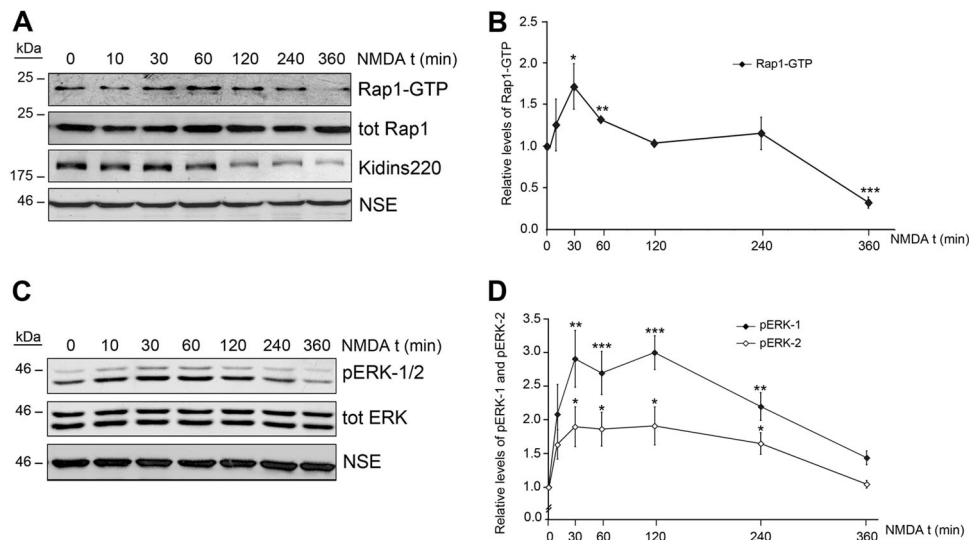 A
kDa
0 10 30 60 120 240 360 NMDA t (min)
25
Rap1-GTP
25
tot Rap1
Kidins220
175
46
NSE
B
Relative levels of Rap1-GTP
2.5
2.0
1.5
1.0
0.5
0.0
Rap1-GTP
*
**
***
0 30 60 120 240 360 NMDA t (min)
C
kDa
0 10 30 60 120 240 360 NMDA t (min)
46
pERK-1/2
46
tot ERK
46
NSE
D
Relative levels of pERK-1 and pERK-2
3.5
3.0
2.5
2.0
1.5
1.0
0.0
pERK-1
pERK-2
** *** *** **
* * * *
0 30 60 120 240 360 NMDA t (min)